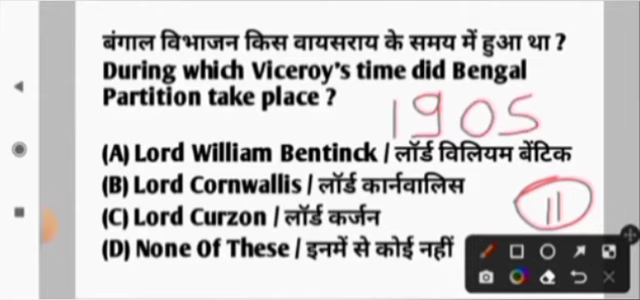 बंगाल विभाजन किस वायसराय के समय में हुआ था ?
During which Viceroy's time did Bengal
Partition take place ?
1905
(A) Lord William Bentinck / लॉर्ड विलियम बेंटिक
(B) Lord Cornwallis / लॉर्ड कार्नवालिस
(C) Lord Curzon / लॉर्ड कर्जन
11
(D) None Of These / इनमें से कोई नहीं